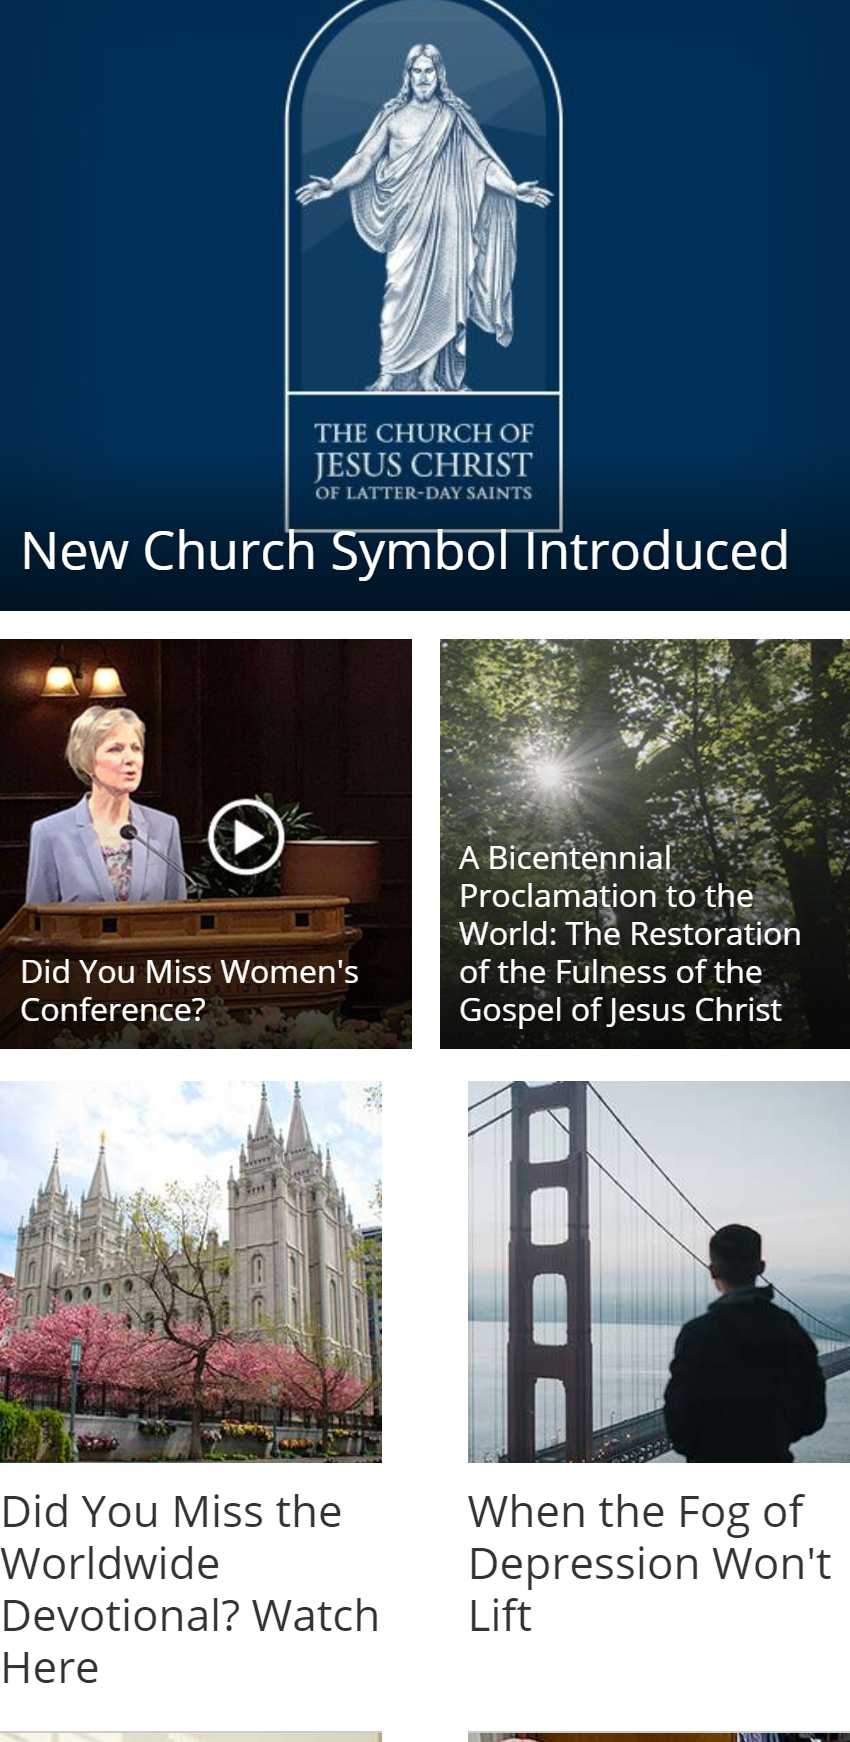 THE CHURCH OF
JESUS CHRIST
OF LATTER-DAY SAINTS
New Church Symbol Introduced
Did You Miss Women's
Conference?
A Bicentennial
Proclamation to the
World: The Restoration
of the Fulness of the
Gospel of Jesus Christ
Did You Miss the
Worldwide
Devotional? Watch
Here
When the Fog of
Depression Won't
Lift